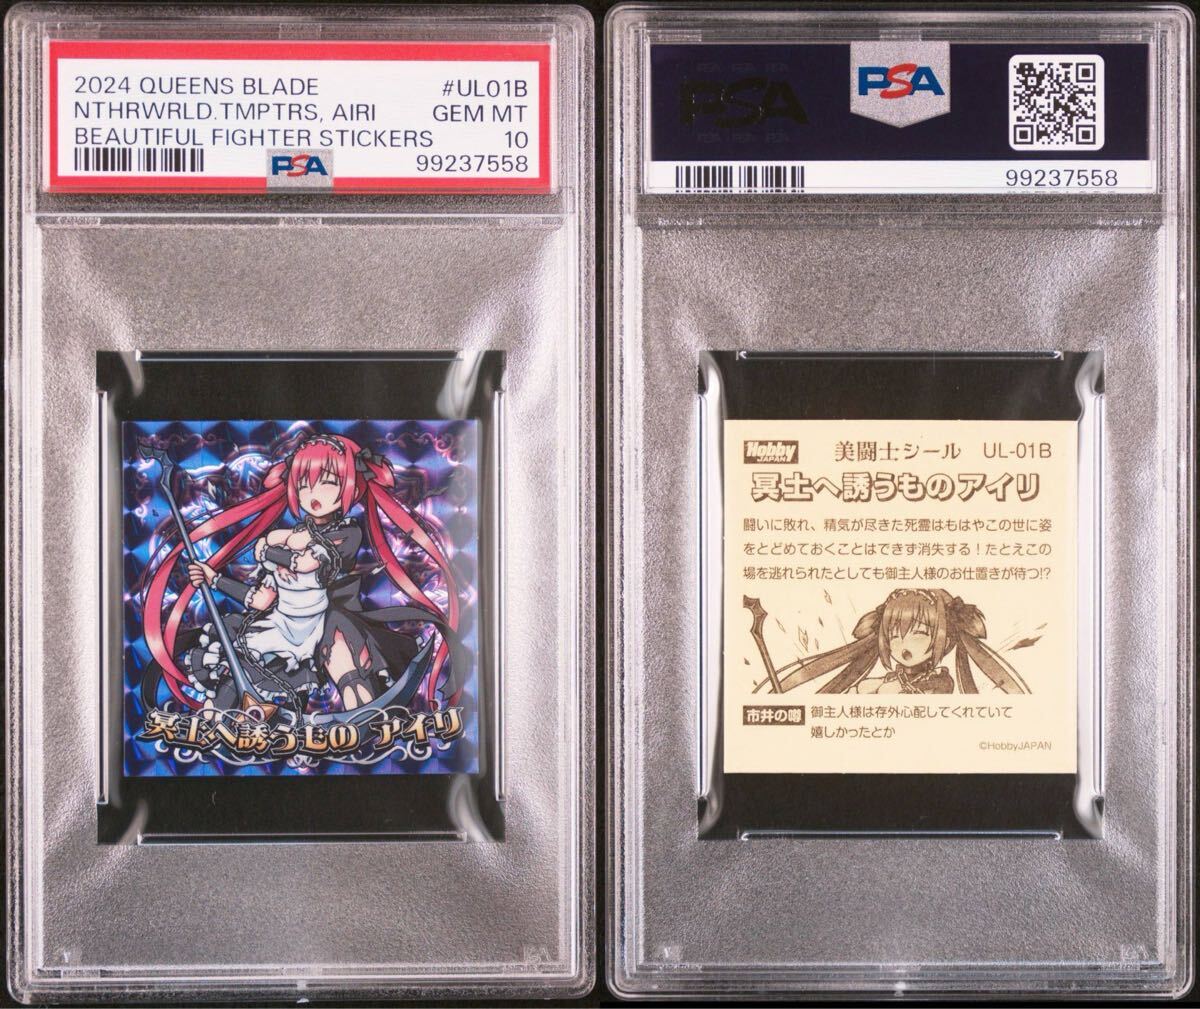 2024 QUEENS BLADE #UL01B
NTHRWRLD.TMPTRS, AIRI GEM MT
BEAUTIFUL FIGHTER STICKERS 10
99237558
PSA
冥土へ誘うもの アイリ
PSA
PSA
99237558
Hobby JAPAN 美闘士シール UL-01B
冥土へ誘うものアイリ
闘いに敗れ、精気が尽きた死霊はもはやこの世に姿
をとどめておくことはできず消失する!たとえこの
場を逃れられたとしても御主人様のお仕置きが待つ!?
市井の噂 御主人様は存外心配してくれていて
嬉しかったとか
©HobbyJAPAN